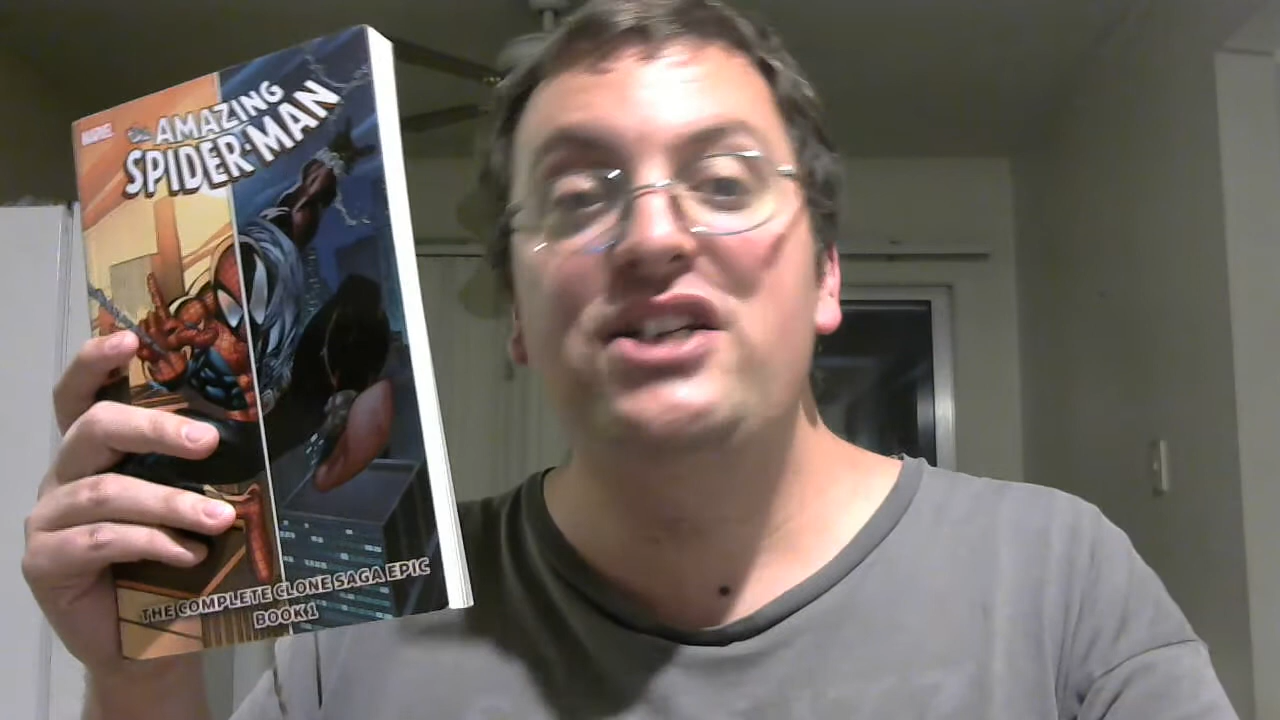 MARVEL
THE AMAZING
SPIDER-MAN
THE COMPLETE CLONE SAGA EPIC
BOOK 1